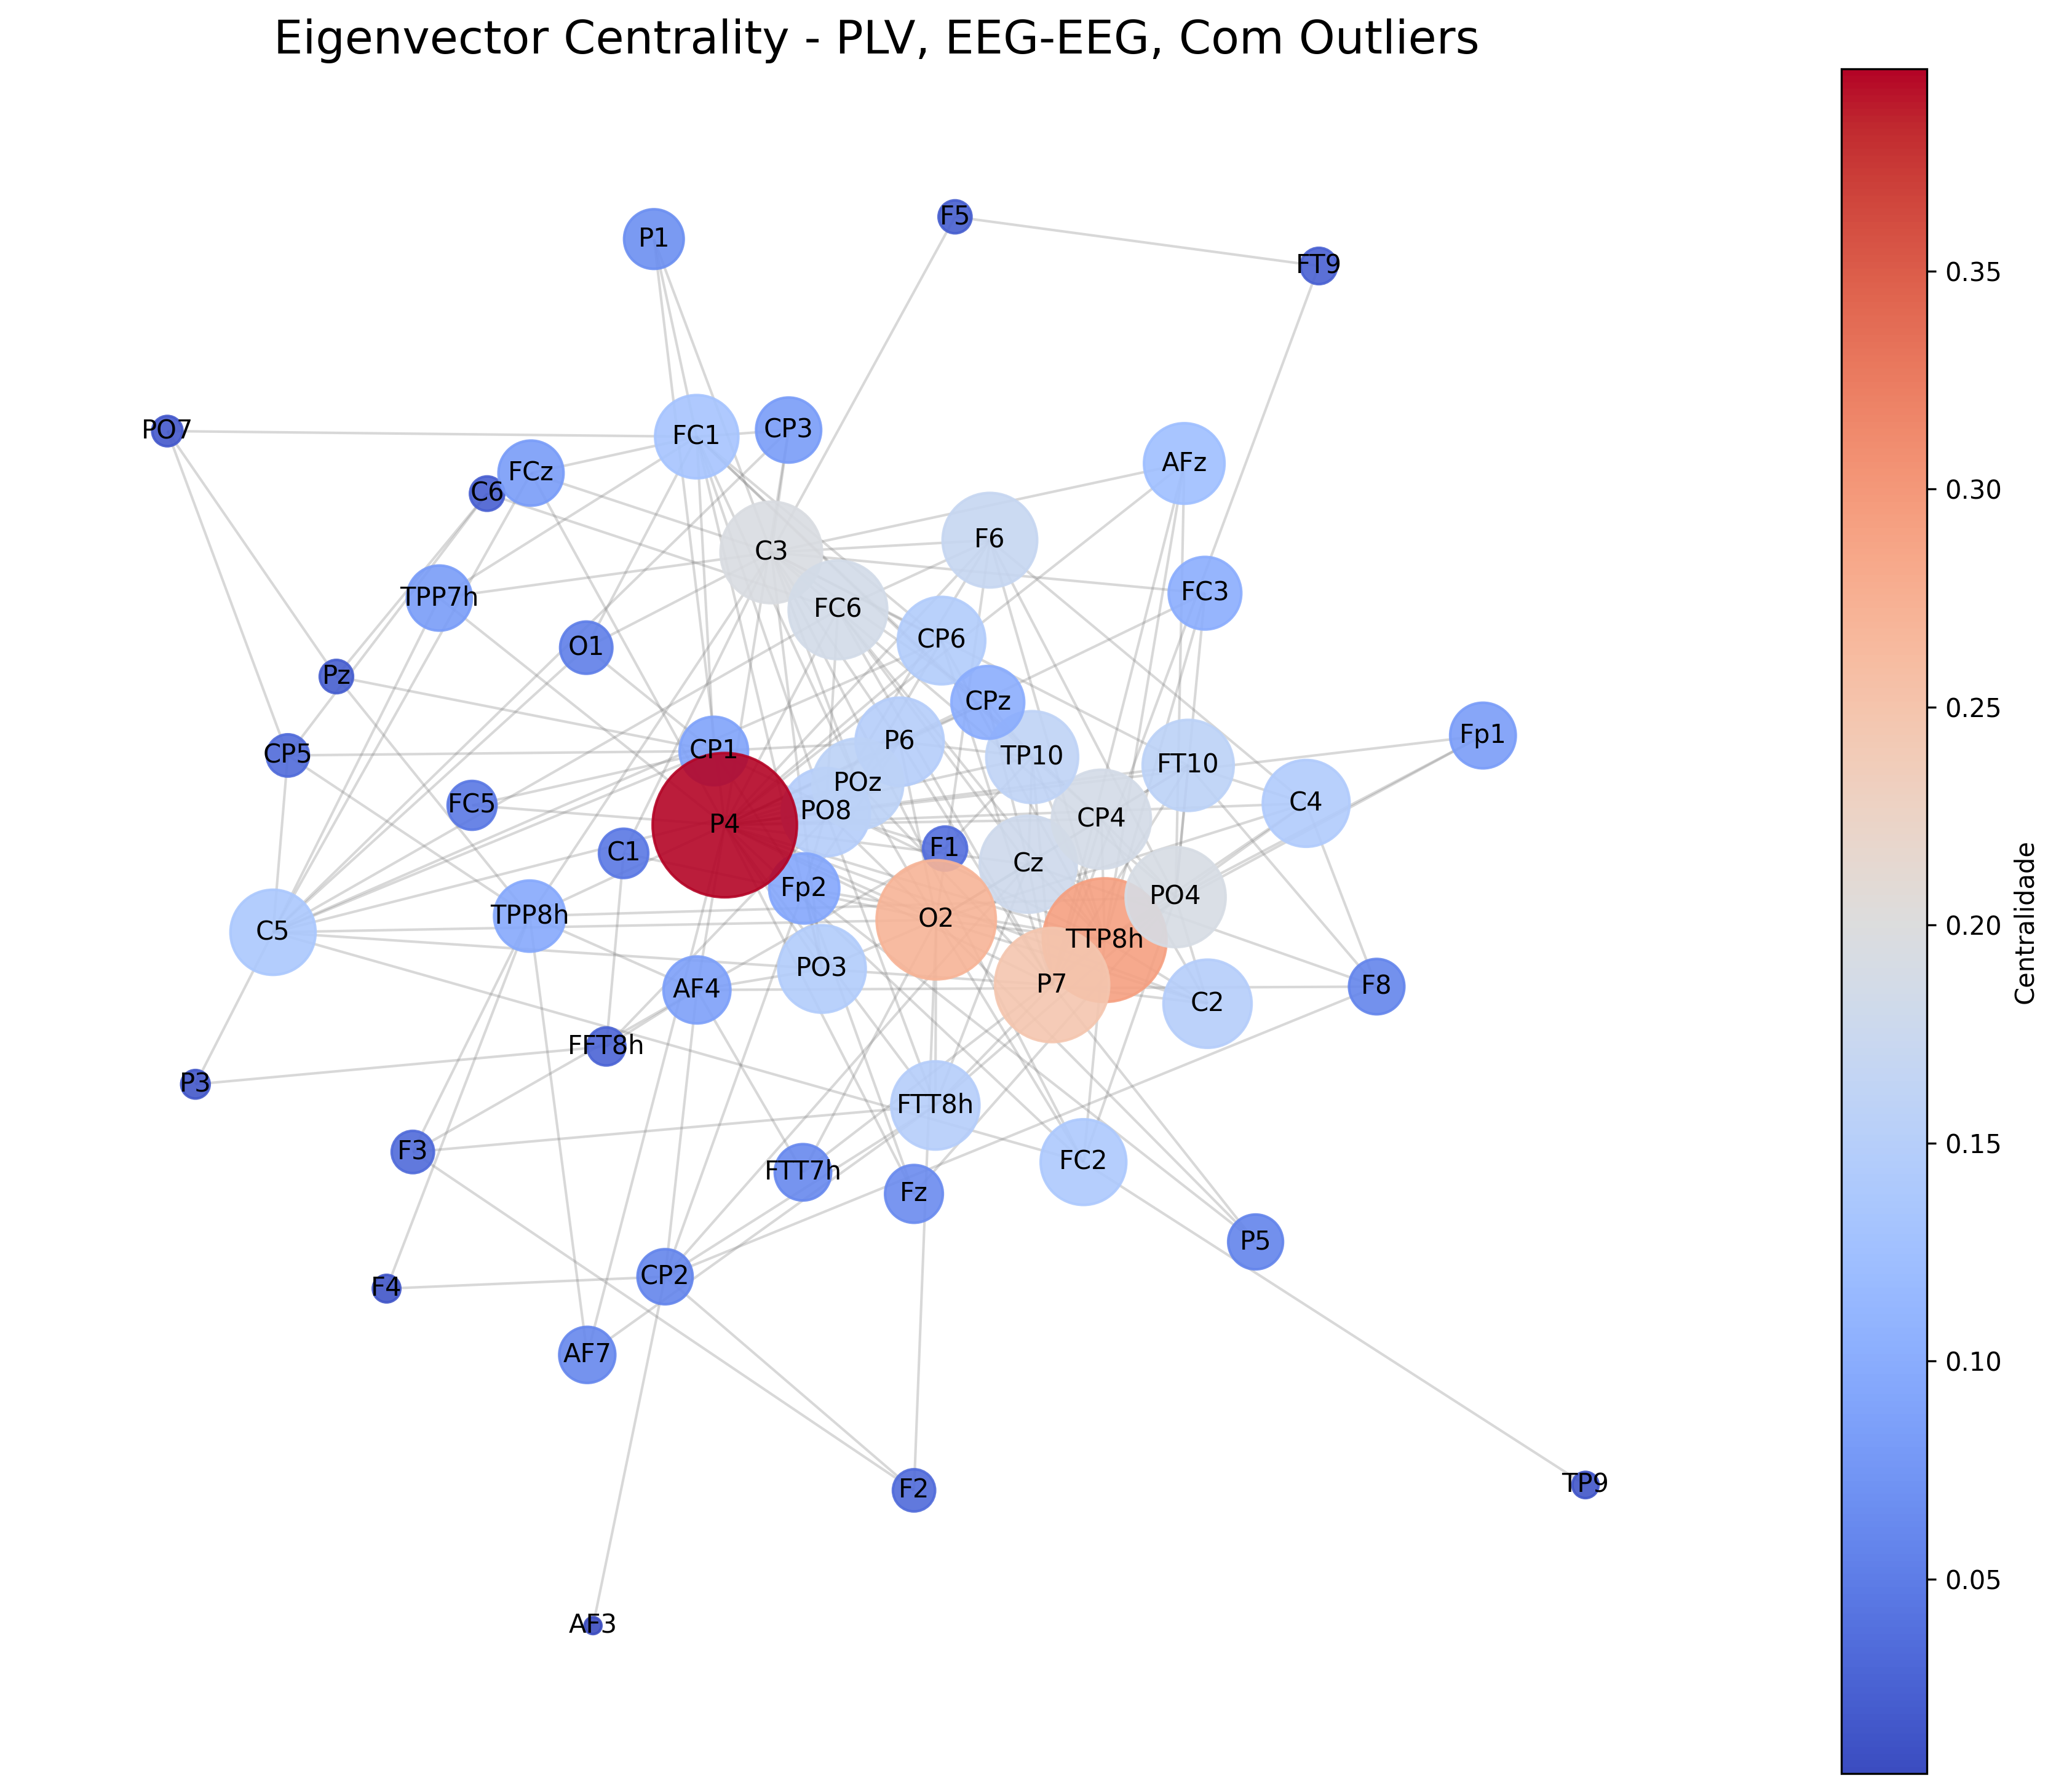 Eigenvector Centrality - PLV, EEG-EEG, Com Outliers
F5
P1
FT9
PO7
FC1
CP3
AFz
FCz
C6
F6
C3
FC3
TPP7h
FC6
CP6
O1
Pz
CPz
Fp1
P6
CP1
CP5
TP10
FT10
POz
C4
FC5
PO8
CP4
P4
F1
C1
Cz
Fp2
PO4
TPP8h
O2
C5
TTP8h
PO3
P7
F8
AF4
C2
FFT8h
P3
FTT8h
F3
FC2
FTT7h
Fz
P5
CP2
F4
AF7
TP9
F2
AF3
0.35
0.30
0.25
0.20
0.15
0.10
0.05
Centralidade